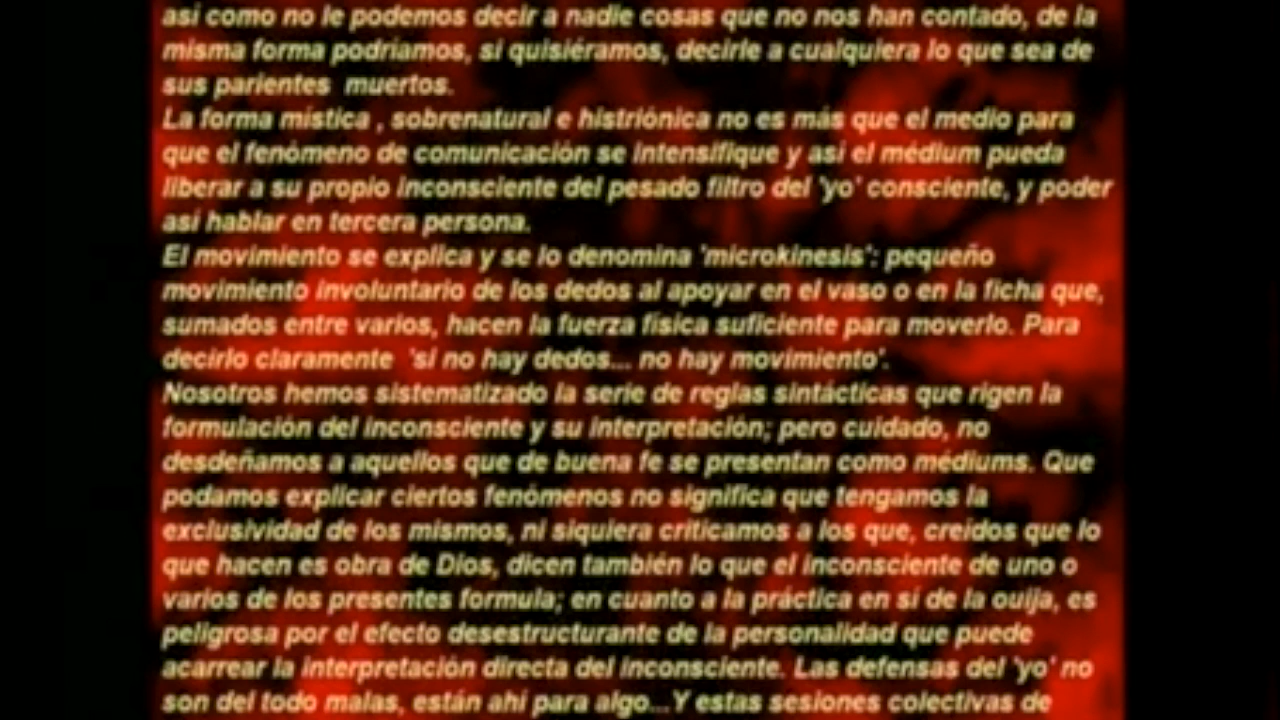 así como no le podemos decir a nadie cosas que no nos han contado, de la
misma forma podríamos, si quisiéramos, decirle a cualquiera lo que sea de
sus parientes  muertos.
La forma mística , sobrenatural e histriónica no es más que el medio para
que el fenómeno de comunicación se intensifique y así el médium pueda
liberar a su propio inconsciente del pesado filtro del 'yo' consciente, y poder
así hablar en tercera persona.
El movimiento se explica y se lo denomina 'microkinesis': pequeño
movimiento involuntario de los dedos al apoyar en el vaso o en la ficha que,
sumados entre varios, hacen la fuerza física suficiente para moverlo. Para
decirlo claramente  'si no hay dedos... no hay movimiento'.
Nosotros hemos sistematizado la serie de reglas sintácticas que rigen la
formulación del inconsciente y su interpretación; pero cuidado, no
desdeñamos a aquellos que de buena fe se presentan como médiums. Que
podamos explicar ciertos fenómenos no significa que tengamos la
exclusividad de los mismos, ni siquiera criticamos a los que, creídos que lo
que hacen es obra de Dios, dicen también lo que el inconsciente de uno o
varios de los presentes formula; en cuanto a la práctica en sí de la ouija, es
peligrosa por el efecto desestructurante de la personalidad que puede
acarrear la interpretación directa del inconsciente. Las defensas del 'yo' no
son del todo malas, están ahí para algo...Y estas sesiones colectivas de